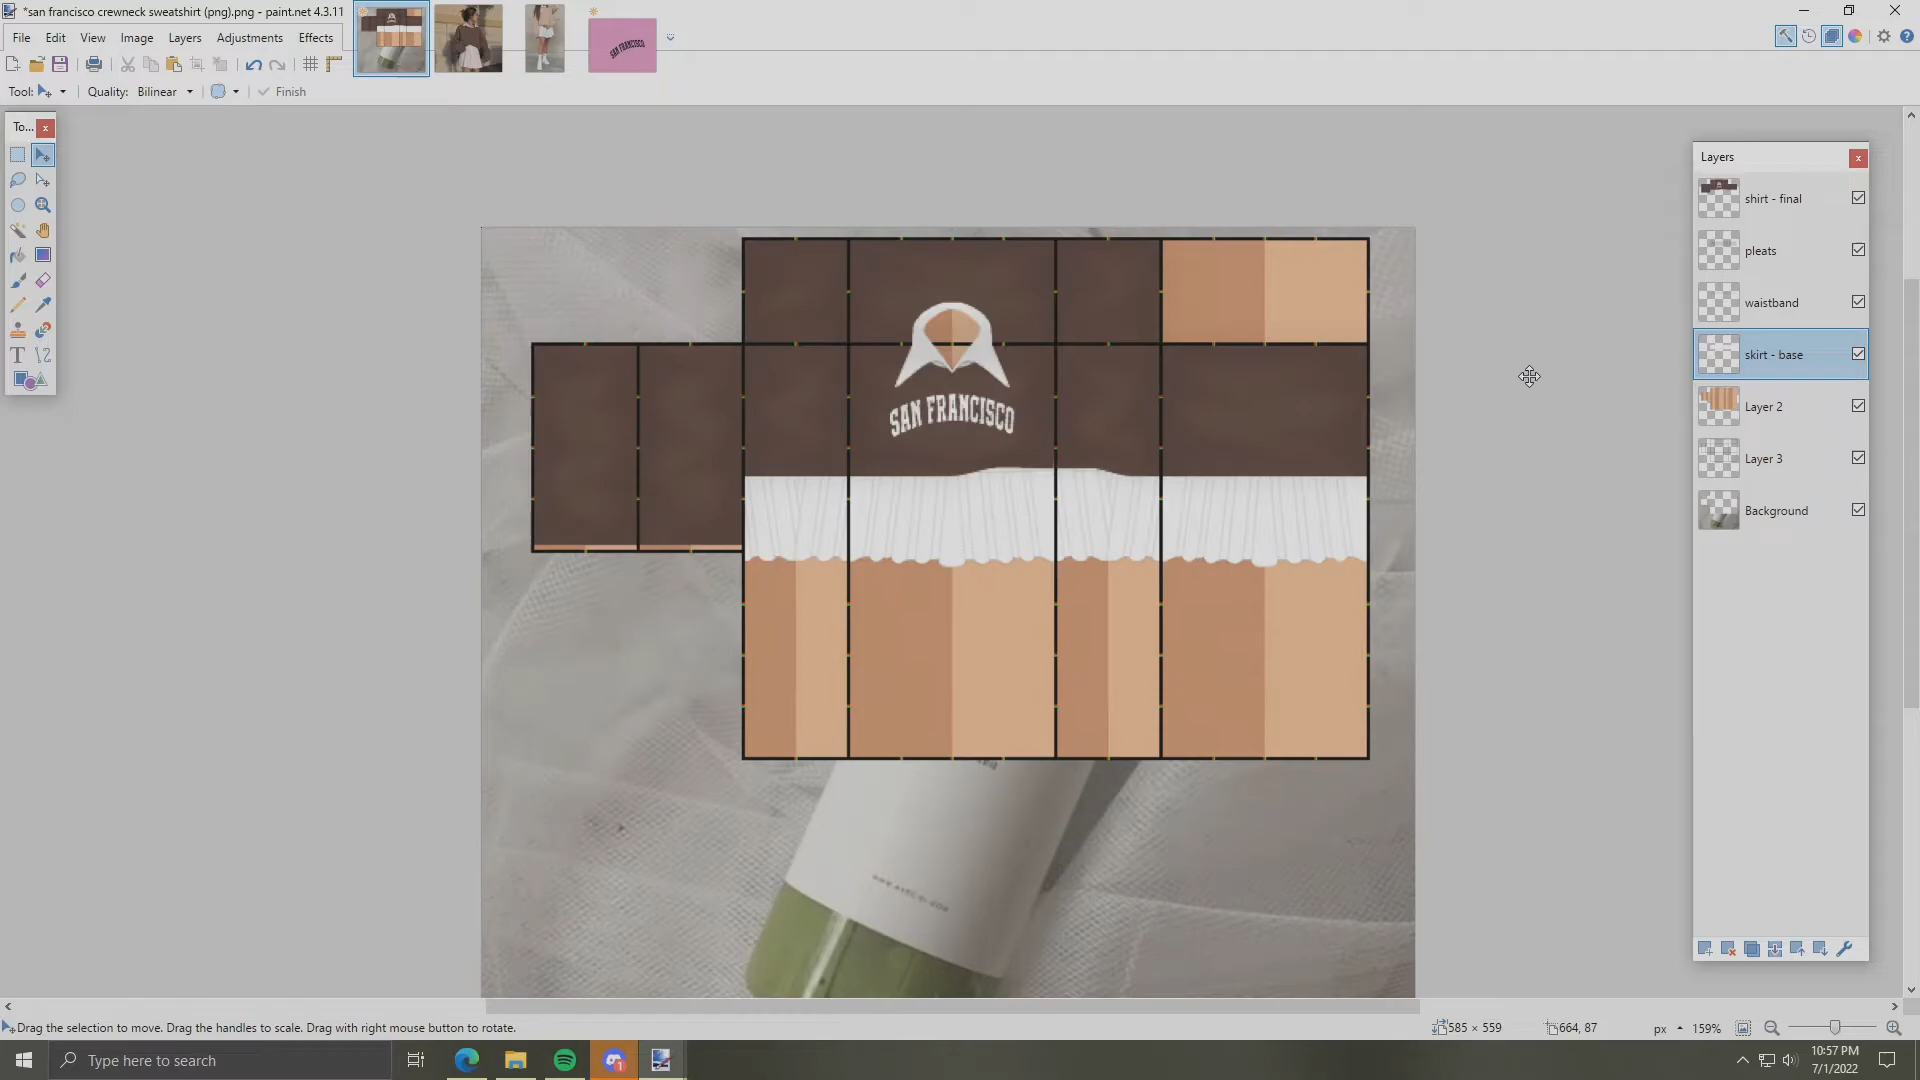 *san francisco crewneck sweatshirt (png).png - paint.net 4.3.11
File Edit View Image Layers Adjustments Effects
SAN FRANCISCO
Tool: Quality: Bilinear Finish
To...
Layers
shirt - final
pleats
waistband
skirt - base
Layer 2
Layer 3
Background
SAN FRANCISCO
Drag the selection to move. Drag the handles to scale. Drag with right mouse button to rotate.
585 × 559
664, 87
px
159%
Type here to search
1
10:57 PM
7/1/2022